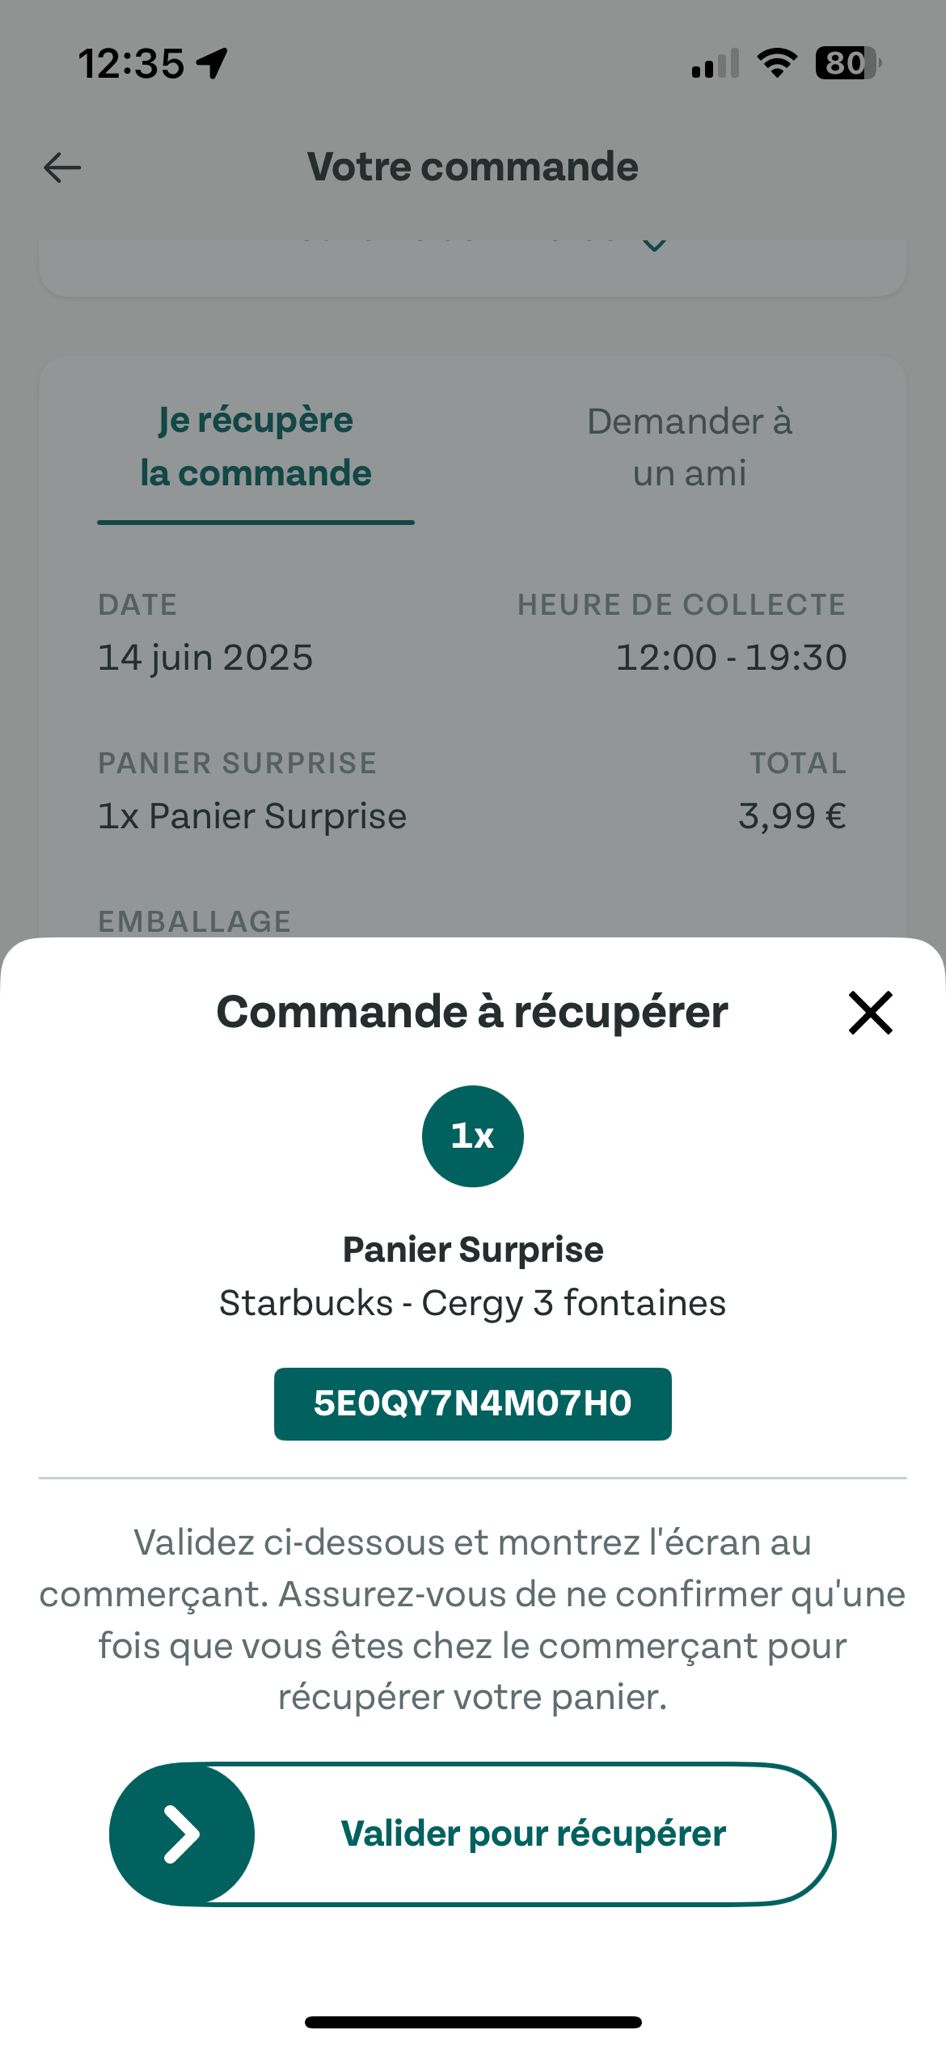 12:35
80
Votre commande
Je récupère
la commande
Demander à
un ami
DATE
HEURE DE COLLECTE
14 juin 2025
12:00 - 19:30
PANIER SURPRISE
TOTAL
1x Panier Surprise
3,99 €
EMBALLAGE
Commande à récupérer
1x
Panier Surprise
Starbucks - Cergy 3 fontaines
5E0QY7N4M07H0
Validez ci-dessous et montrez l'écran au
commerçant. Assurez-vous de ne confirmer qu'une
fois que vous êtes chez le commerçant pour
récupérer votre panier.
Valider pour récupérer